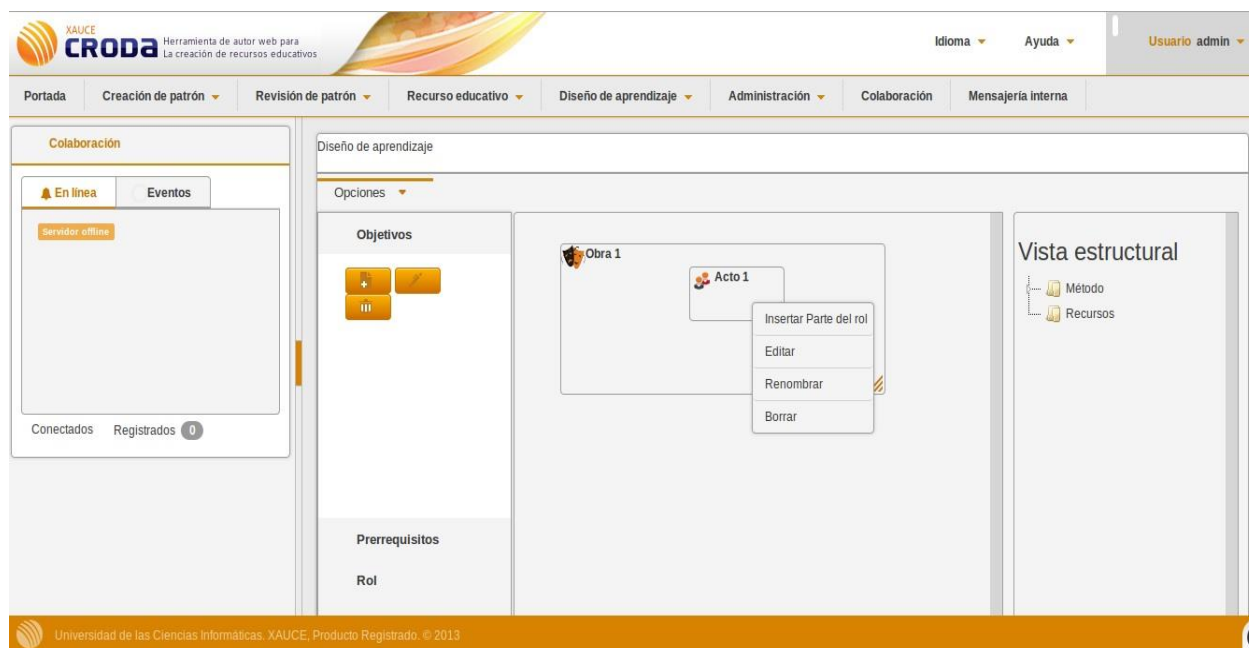 XAUCE
CRODA
Herramienta de autor web para
La creación de recursos educativos
Idioma
Ayuda
Usuario admin
Portada
Creación de patrón
Revisión de patrón
Recurso educativo
Diseño de aprendizaje
Administración
Colaboración
Mensajería interna
Colaboración
En línea
Eventos
Servidor offline
Conectados
Registrados 0
Diseño de aprendizaje
Opciones
Objetivos
Prerrequisitos
Rol
Obra 1
Acto 1
Insertar Parte del rol
Editar
Renombrar
Borrar
Vista estructural
Método
Recursos
Universidad de las Ciencias Informáticas. XAUCE, Producto Registrado. © 2013